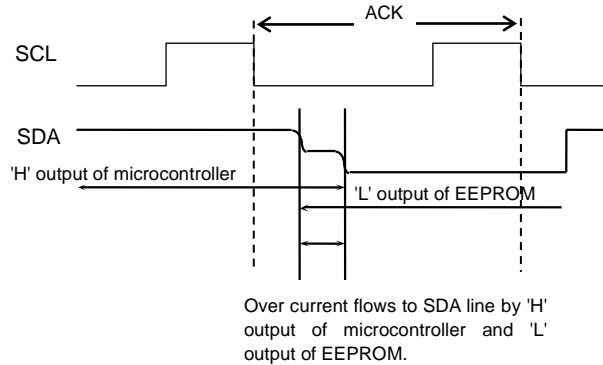 ACK
SCL
SDA
'H' output of microcontroller
'L' output of EEPROM
Over current flows to SDA line by 'H'
output of microcontroller and 'L'
output of EEPROM.